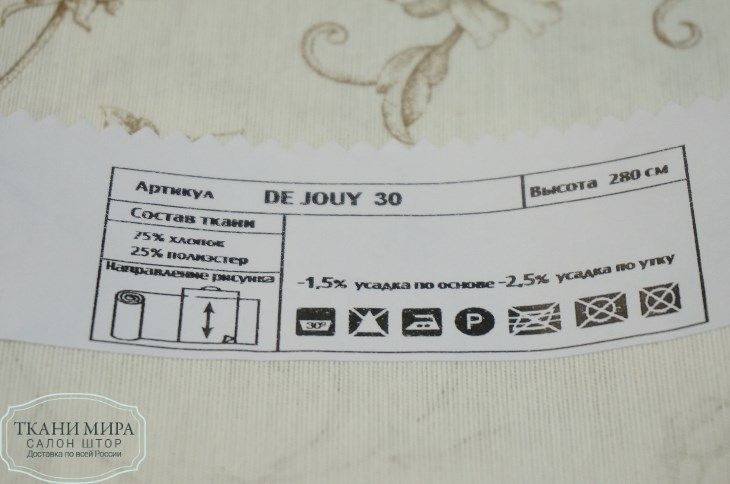 Артикул DE JOUY 30 Высота 280 см
Состав ткани
75% хлопок
25% полиэстер
Направление рисунка
-1,5% усадка по основе -2,5% усадка по утку
30° P
ТКАНИ МИРА
САЛОН ШТОР
Доставка по всей России